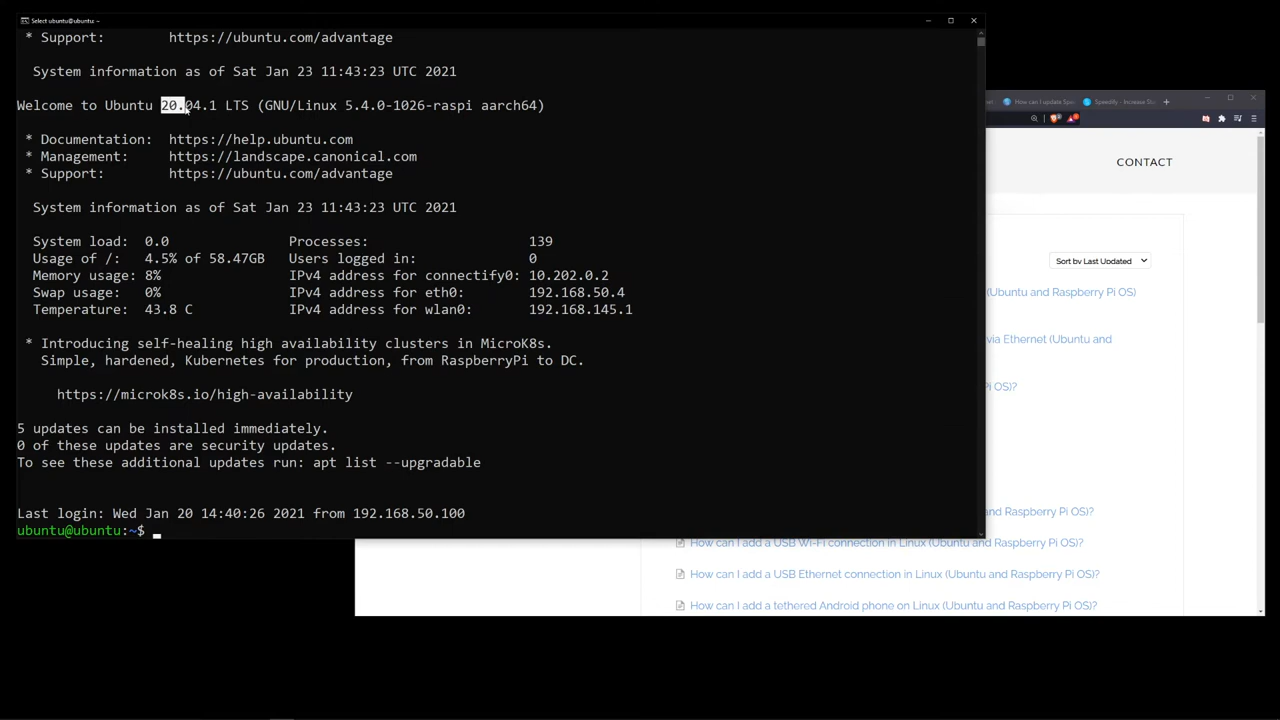 Select ubuntu@ubuntu: ~
* Support: https://ubuntu.com/advantage
System information as of Sat Jan 23 11:43:23 UTC 2021
Welcome to Ubuntu 20.04.1 LTS (GNU/Linux 5.4.0-1026-raspi aarch64)
* Documentation: https://help.ubuntu.com
* Management: https://landscape.canonical.com
* Support: https://ubuntu.com/advantage
System information as of Sat Jan 23 11:43:23 UTC 2021
System load: 0.0 Processes: 139
Usage of /: 4.5% of 58.47GB Users logged in: 0
Memory usage: 8% IPv4 address for connectify0: 10.202.0.2
Swap usage: 0% IPv4 address for eth0: 192.168.50.4
Temperature: 43.8 C IPv4 address for wlan0: 192.168.145.1
* Introducing self-healing high availability clusters in MicroK8s.
Simple, hardened, Kubernetes for production, from RaspberryPi to DC.
https://microk8s.io/high-availability
5 updates can be installed immediately.
0 of these updates are security updates.
To see these additional updates run: apt list --upgradable
Last login: Wed Jan 20 14:40:26 2021 from 192.168.50.100
ubuntu@ubuntu:~$
How can I update Spe
Speedify - Increase Stu
CONTACT
Sort by Last Updated
(Ubuntu and Raspberry Pi OS)
via Ethernet (Ubuntu and
Pi OS)?
and Raspberry Pi OS)?
How can I add a USB Wi-Fi connection in Linux (Ubuntu and Raspberry Pi OS)?
How can I add a USB Ethernet connection in Linux (Ubuntu and Raspberry Pi OS)?
How can I add a tethered Android phone on Linux (Ubuntu and Raspberry Pi OS)?